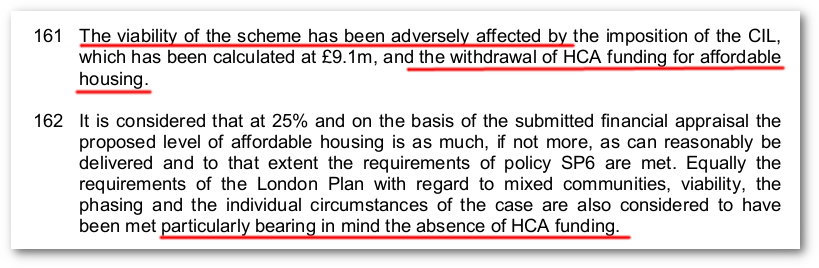 161 The viability of the scheme has been adversely affected by the imposition of the CIL,
which has been calculated at £9.1m, and the withdrawal of HCA funding for affordable
housing.
162 It is considered that at 25% and on the basis of the submitted financial appraisal the
proposed level of affordable housing is as much, if not more, as can reasonably be
delivered and to that extent the requirements of policy SP6 are met. Equally the
requirements of the London Plan with regard to mixed communities, viability, the
phasing and the individual circumstances of the case are also considered to have
been met particularly bearing in mind the absence of HCA funding.